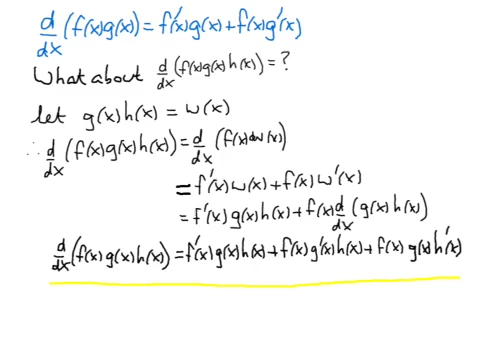 d/dx (f(x)g(x)) = f'(x)g(x) + f(x)g'(x)
What about d/dx (f(x)g(x)h(x)) = ?
let g(x)h(x) = w(x)
∴ d/dx (f(x)g(x)h(x)) = d/dx (f(x)w(x))
= f'(x)w(x) + f(x)w'(x)
= f'(x)g(x)h(x) + f(x) d/dx (g(x)h(x))
d/dx (f(x)g(x)h(x)) = f'(x)g(x)h(x) + f(x)g'(x)h(x) + f(x)g(x)h'(x)